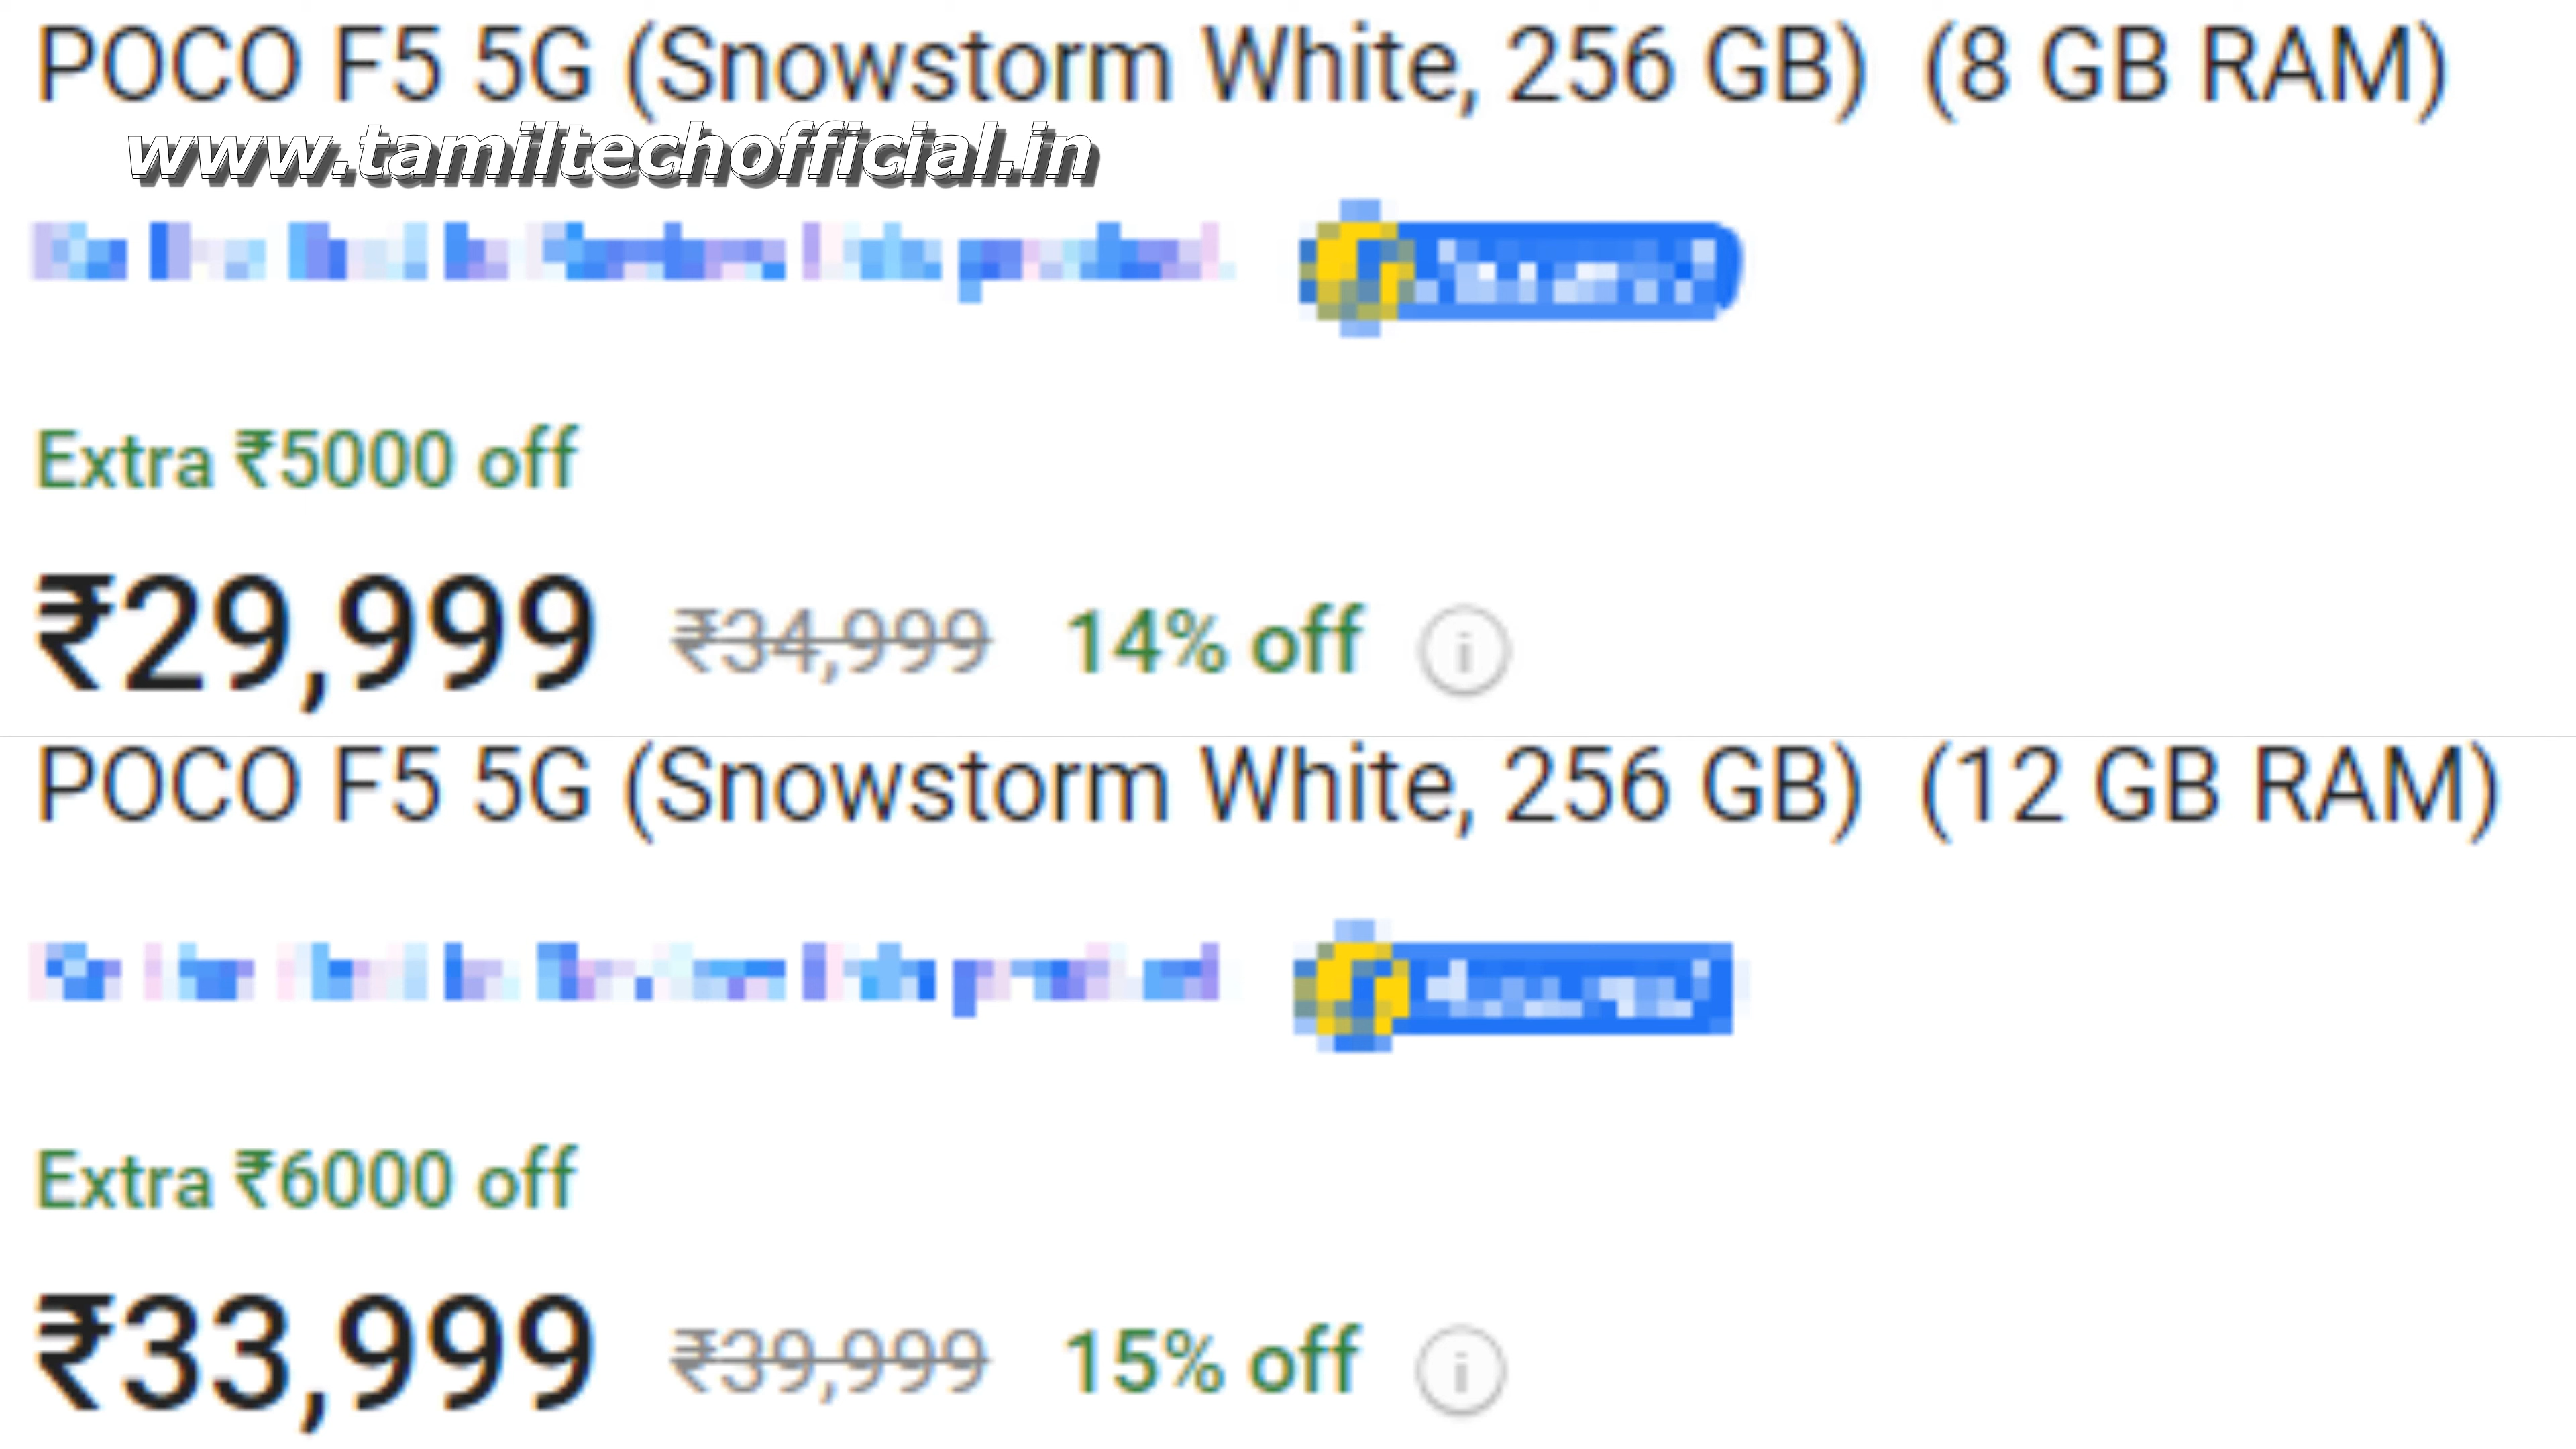 POCO F5 5G (Snowstorm White, 256 GB) (8 GB RAM)
www.tamiltechofficial.in
Extra ₹5000 off
₹29,999 ₹34,999 14% off
POCO F5 5G (Snowstorm White, 256 GB) (12 GB RAM)
Extra ₹6000 off
₹33,999 ₹39,999 15% off